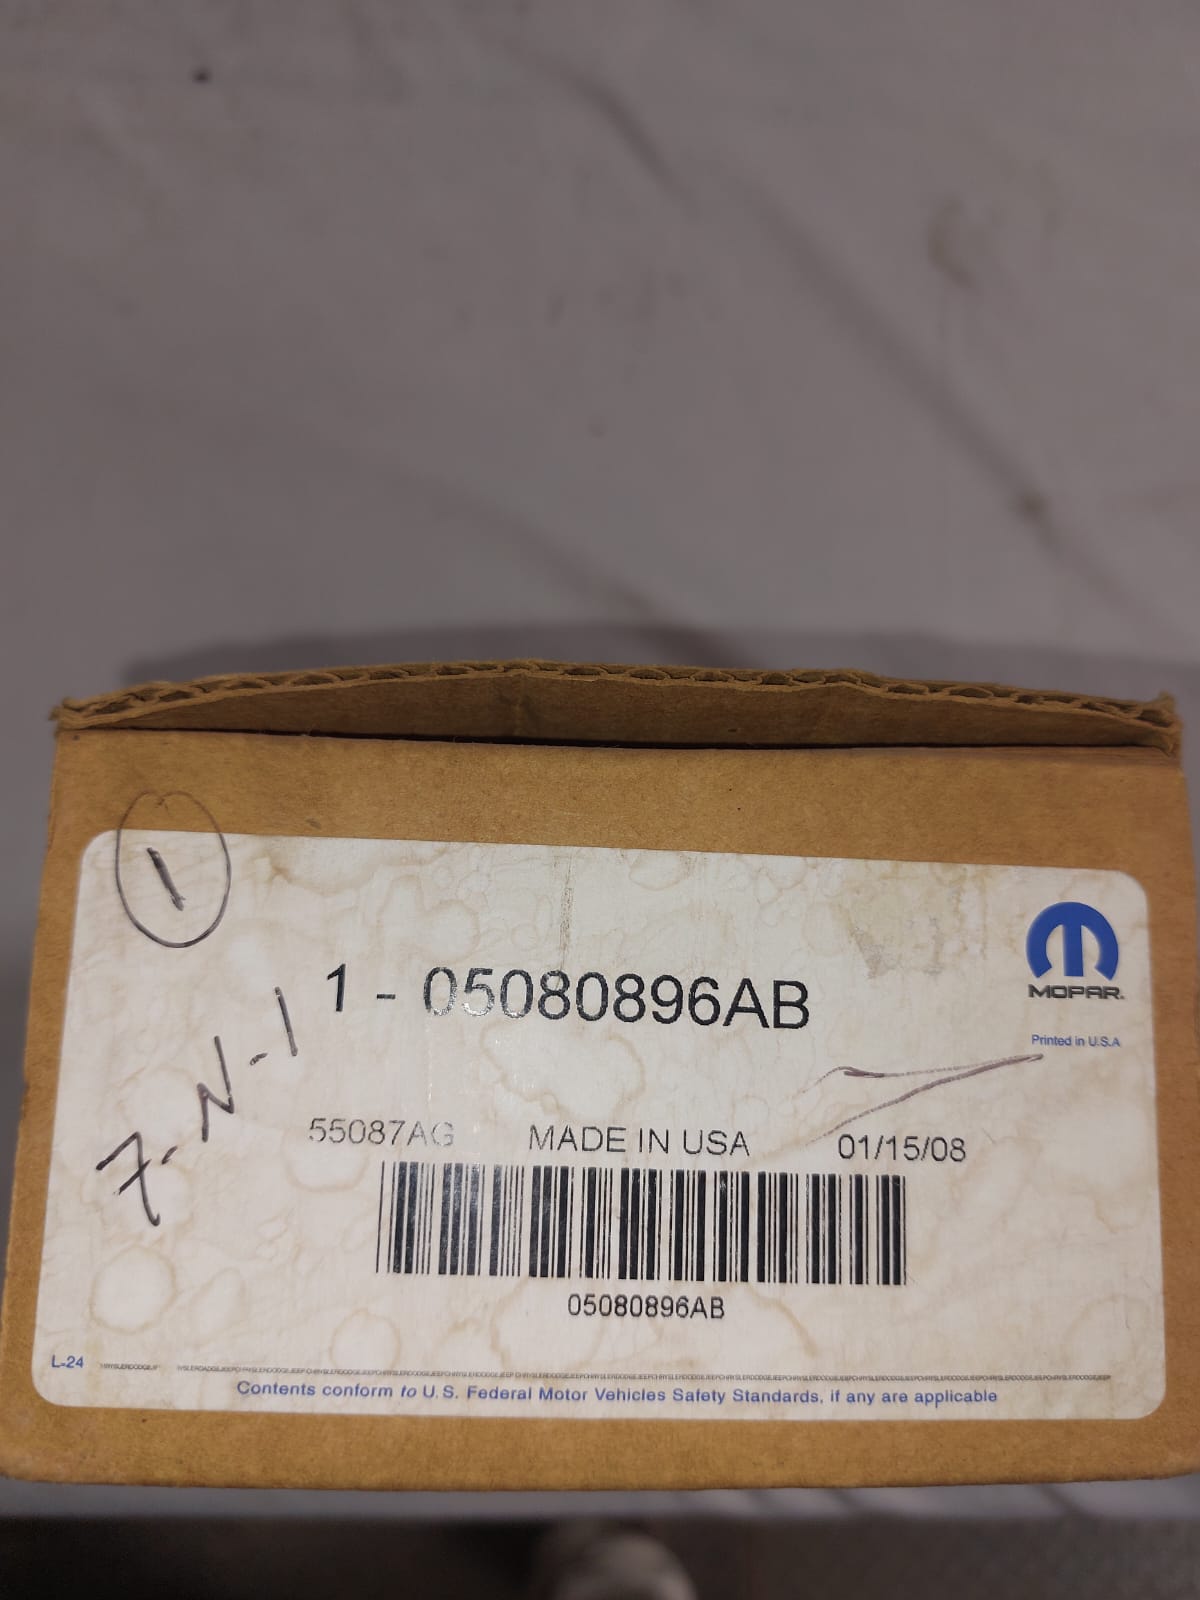 1
1 - 05080896AB
MOPAR.
Printed in U.S.A
7-N-1
55087AG MADE IN USA 01/15/08
05080896AB
L-24
Contents conform to U.S. Federal Motor Vehicles Safety Standards, if any are applicable